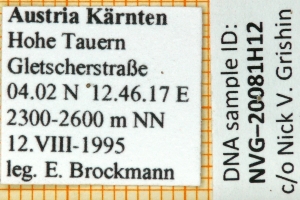 Austria Kärnten
Hohe Tauern
Gletscherstraße
04.02 N 12.46.17 E
2300-2600 m NN
12.VIII-1995
leg. E. Brockmann
DNA sample ID:
NVG–20081H12
c/o Nick V. Grishin